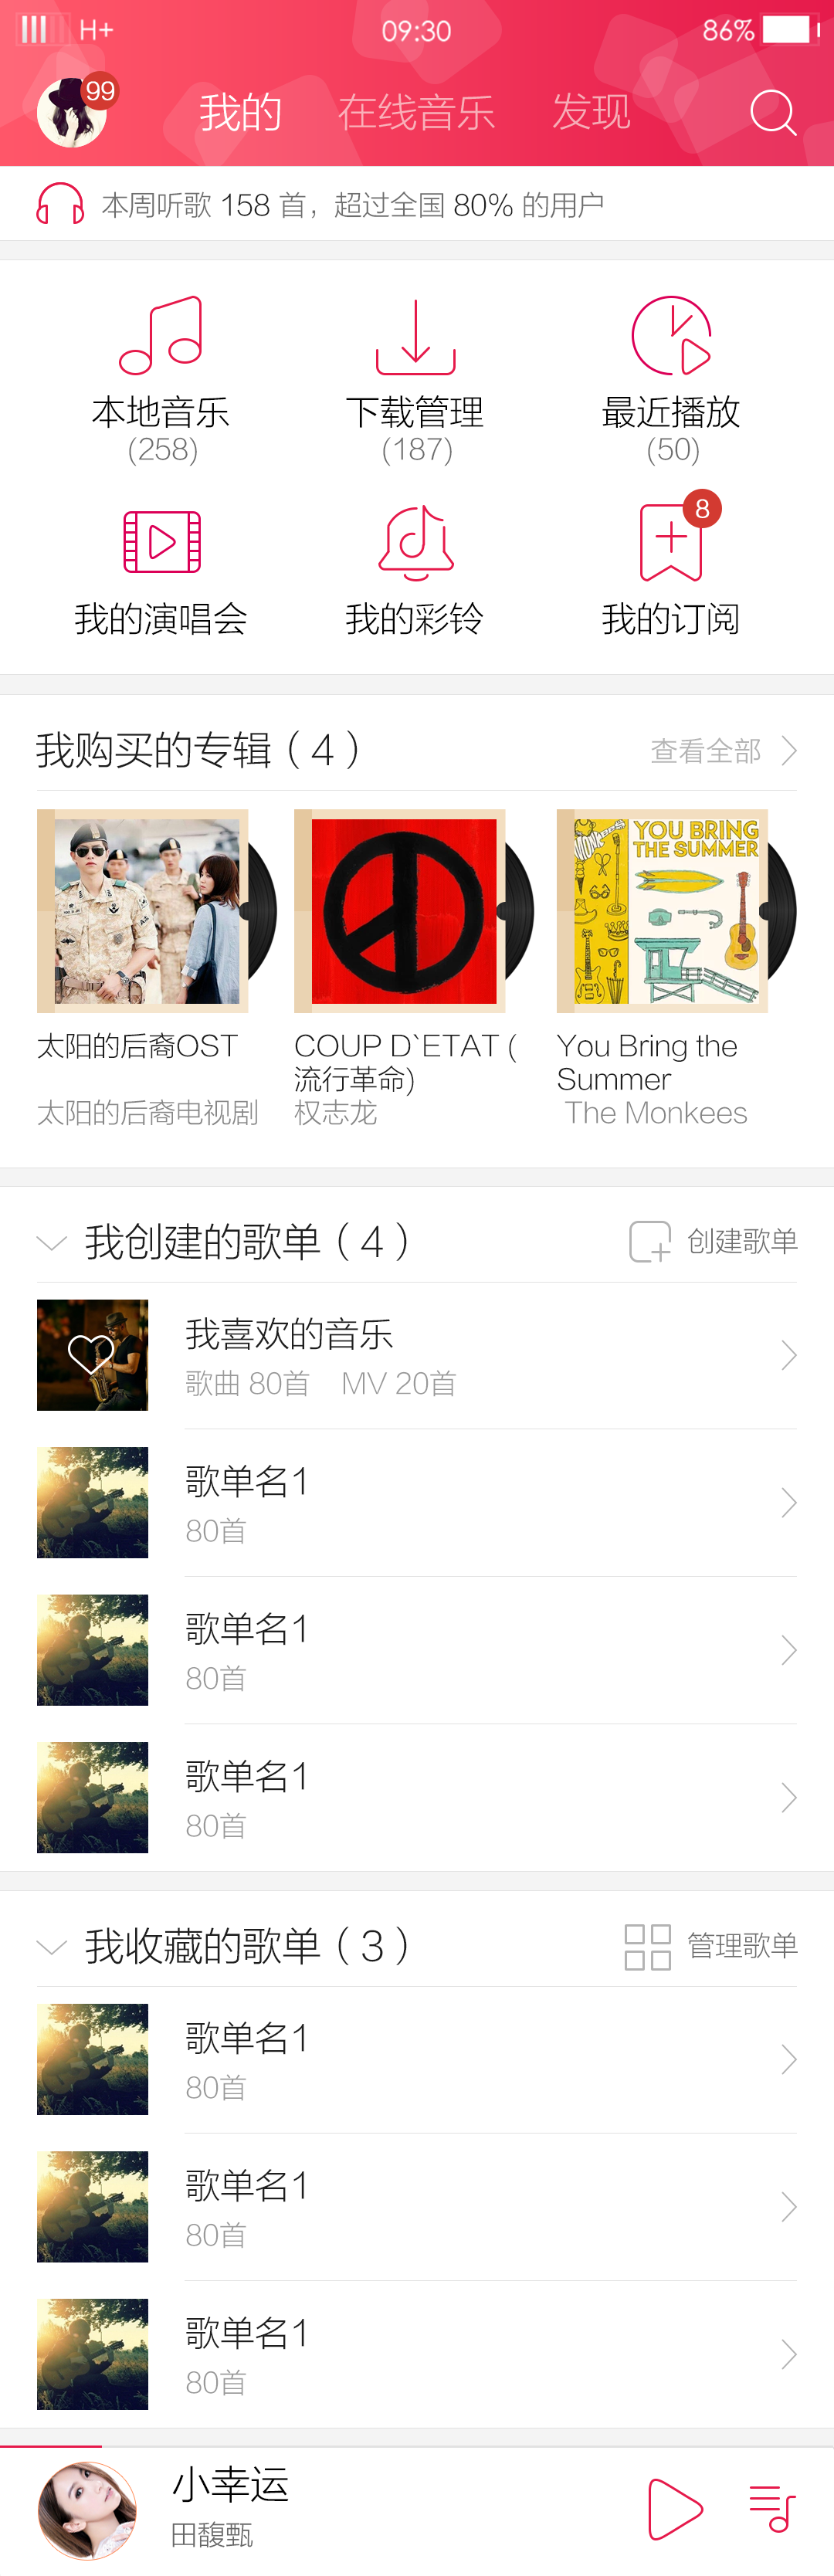 H+ 09:30 86%
99
我的 在线音乐 发现
本周听歌 158 首，超过全国 80% 的用户
本地音乐 下载管理 最近播放
(258) (187) (50)
8
我的演唱会 我的彩铃 我的订阅
我购买的专辑（4） 查看全部
YOU BRING
THE SUMMER
太阳的后裔OST
太阳的后裔电视剧
COUP D`ETAT (
流行革命)
权志龙
You Bring the
Summer
The Monkees
我创建的歌单（4） 创建歌单
我喜欢的音乐
歌曲 80首 MV 20首
歌单名1
80首
歌单名1
80首
歌单名1
80首
我收藏的歌单（3） 管理歌单
歌单名1
80首
歌单名1
80首
歌单名1
80首
小幸运
田馥甄